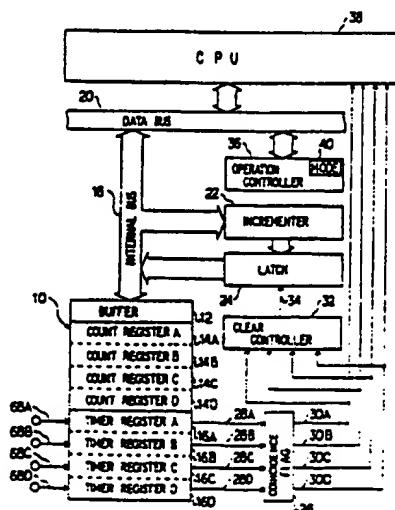 38
CPU
20
DATA BUS
36
40
OPERATION CONTROLLER
MODE
22
18
INTERNAL BUS
INCREMENTER
LATCH
10
24
34
32
BUFFER
12
CLEAR CONTROLLER
COUNT REGISTER A
14A
COUNT REGISTER B
14B
COUNT REGISTER C
14C
COUNT REGISTER D
14D
68A
TIMER REGISTER A
28A
30A
68B
16A
TIMER REGISTER B
28B
30B
68C
16B
TIMER REGISTER C
28C
30C
68D
16C
TIMER REGISTER D
28D
30D
16D
COINCIDENCE FLAG
26